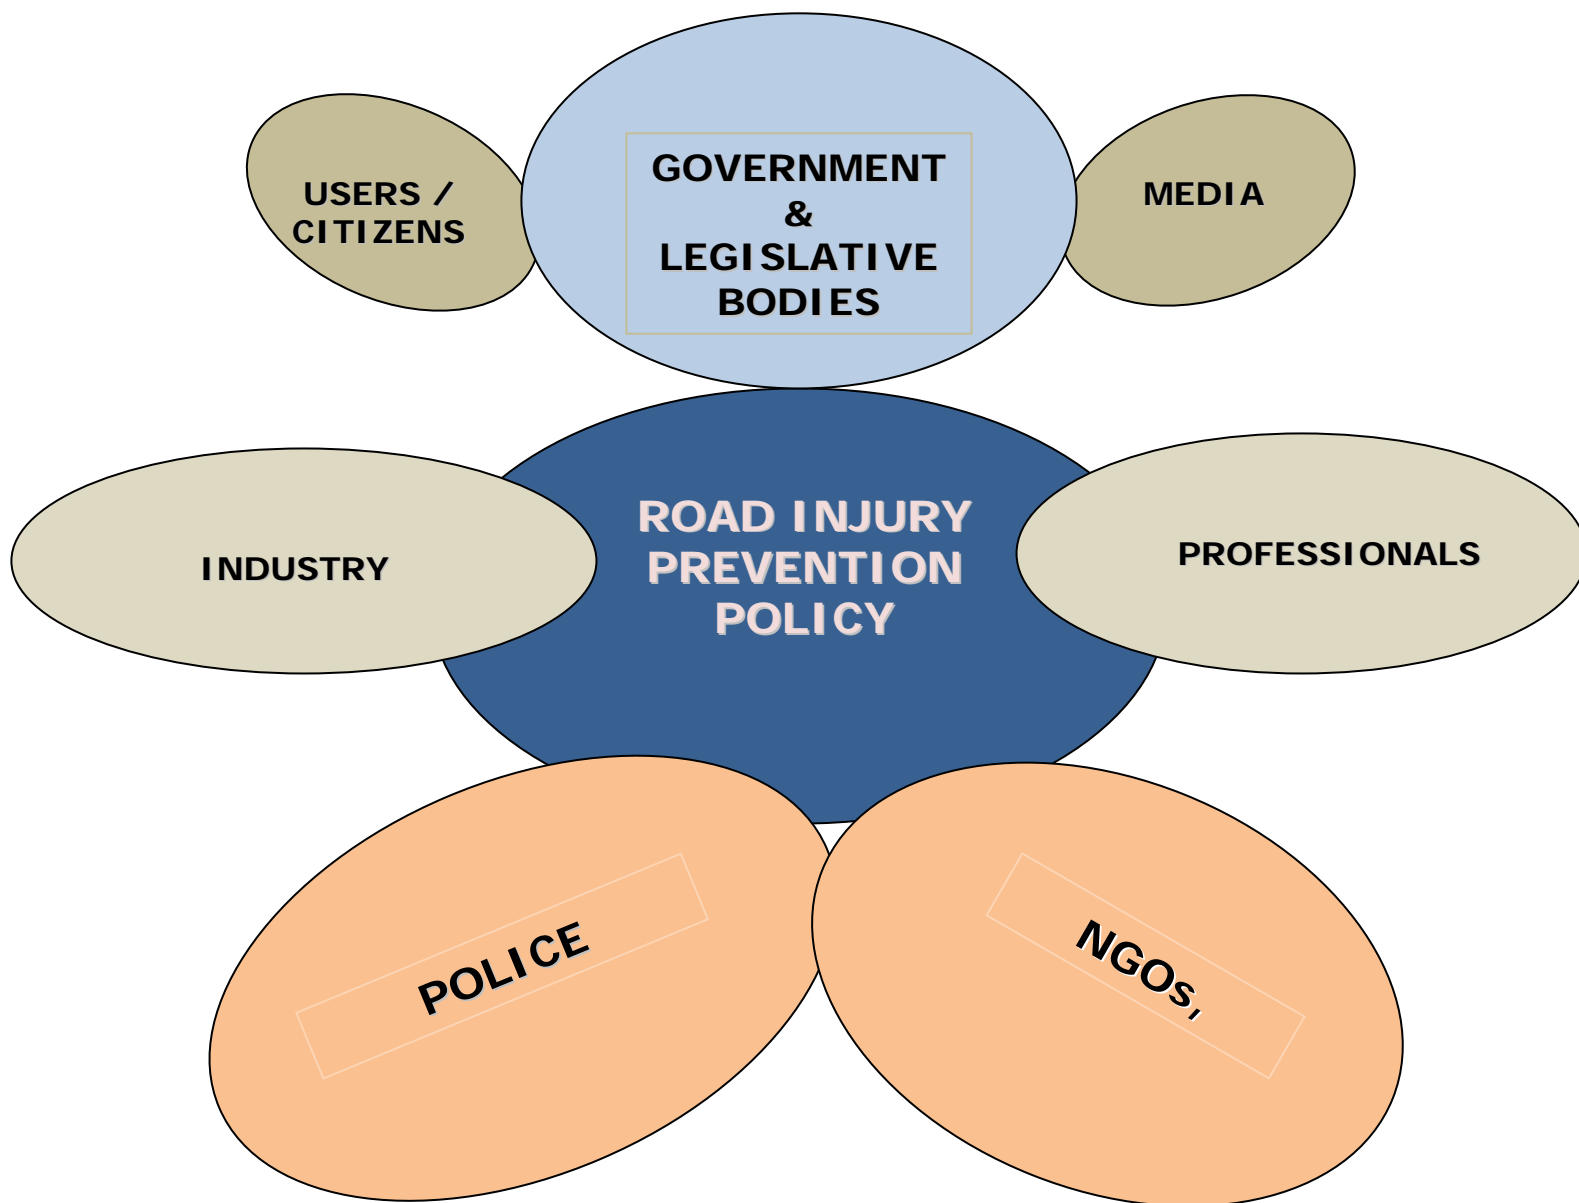 USERS /
CITIZENS
GOVERNMENT
&
LEGISLATIVE
BODIES
MEDIA
INDUSTRY
ROAD INJURY
PREVENTION
POLICY
PROFESSIONALS
POLICE
NGOs,